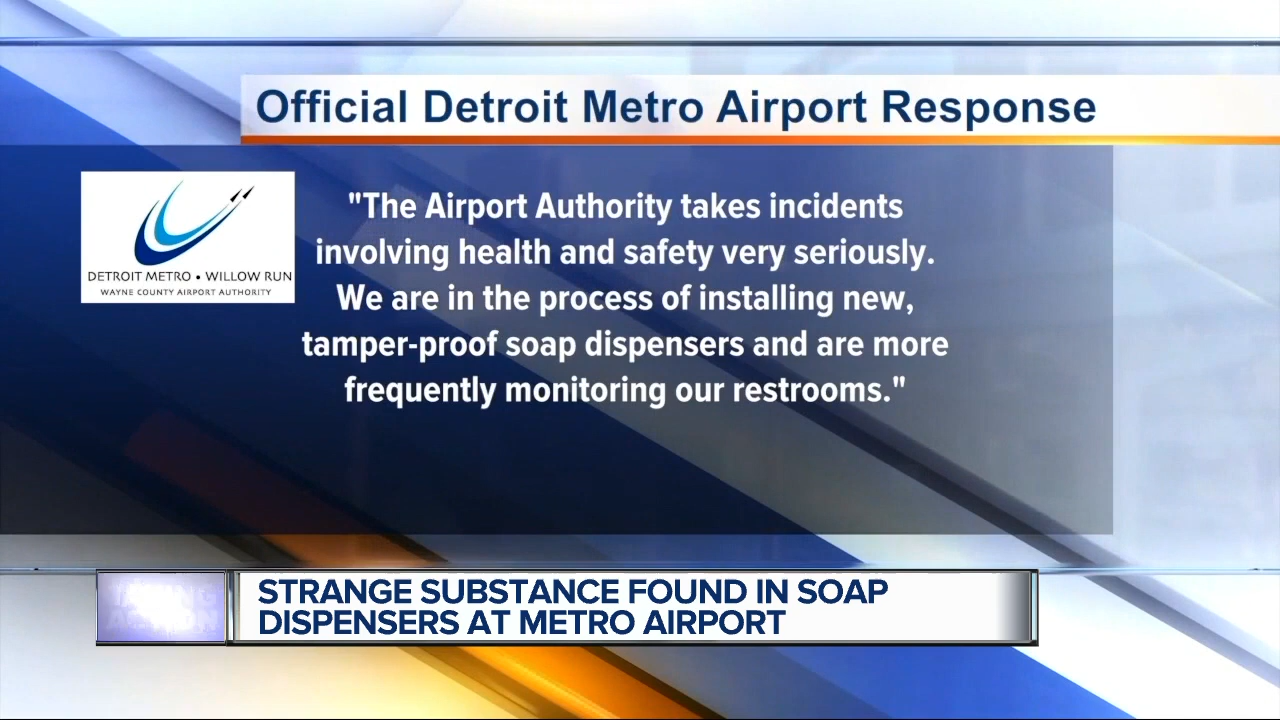 Official Detroit Metro Airport Response
DETROIT METRO • WILLOW RUN
WAYNE COUNTY AIRPORT AUTHORITY
"The Airport Authority takes incidents
involving health and safety very seriously.
We are in the process of installing new,
tamper-proof soap dispensers and are more
frequently monitoring our restrooms."
STRANGE SUBSTANCE FOUND IN SOAP
DISPENSERS AT METRO AIRPORT